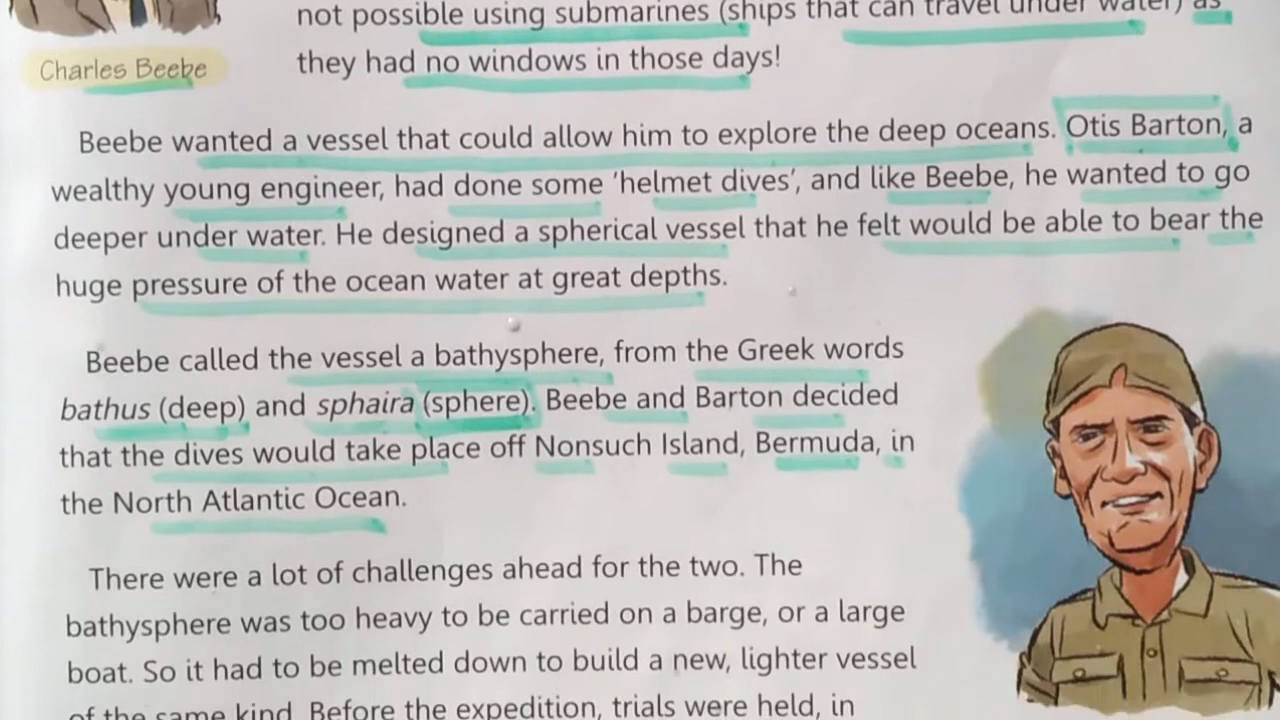 not possible using submarines (ships that can travel under water) as
they had no windows in those days!
Charles Beebe
Beebe wanted a vessel that could allow him to explore the deep oceans. Otis Barton, a
wealthy young engineer, had done some ‘helmet dives’, and like Beebe, he wanted to go
deeper under water. He designed a spherical vessel that he felt would be able to bear the
huge pressure of the ocean water at great depths.
Beebe called the vessel a bathysphere, from the Greek words
bathus (deep) and sphaira (sphere). Beebe and Barton decided
that the dives would take place off Nonsuch Island, Bermuda, in
the North Atlantic Ocean.
There were a lot of challenges ahead for the two. The
bathysphere was too heavy to be carried on a barge, or a large
boat. So it had to be melted down to build a new, lighter vessel
of the same kind. Before the expedition, trials were held, in